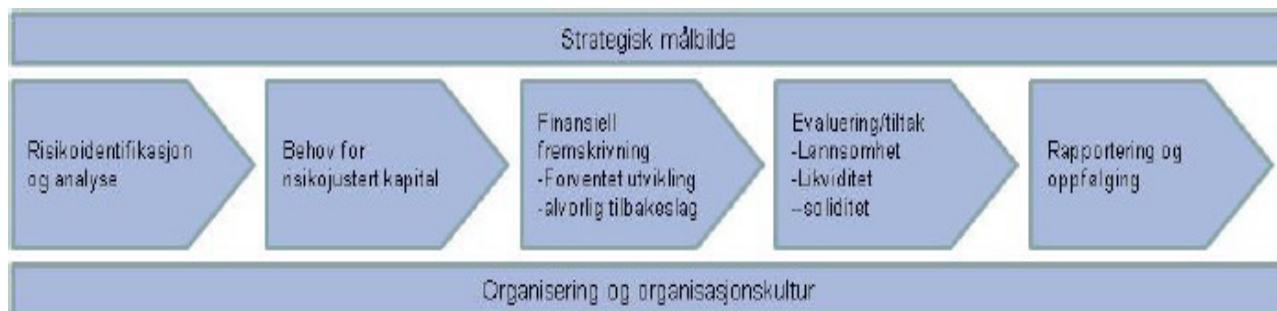 Strategisk målbilde
Risikoidentifikasjon
og analyse
Behov for
risikojustert kapital
Finansiell
fremskrivning
-Forventet utvikling
-alvorlig tilbakeslag
Evaluering/tiltak
-Lønnsomhet
-Likviditet
--soliditet
Rapportering og
oppfølging
Organisering og organisasjonskultur